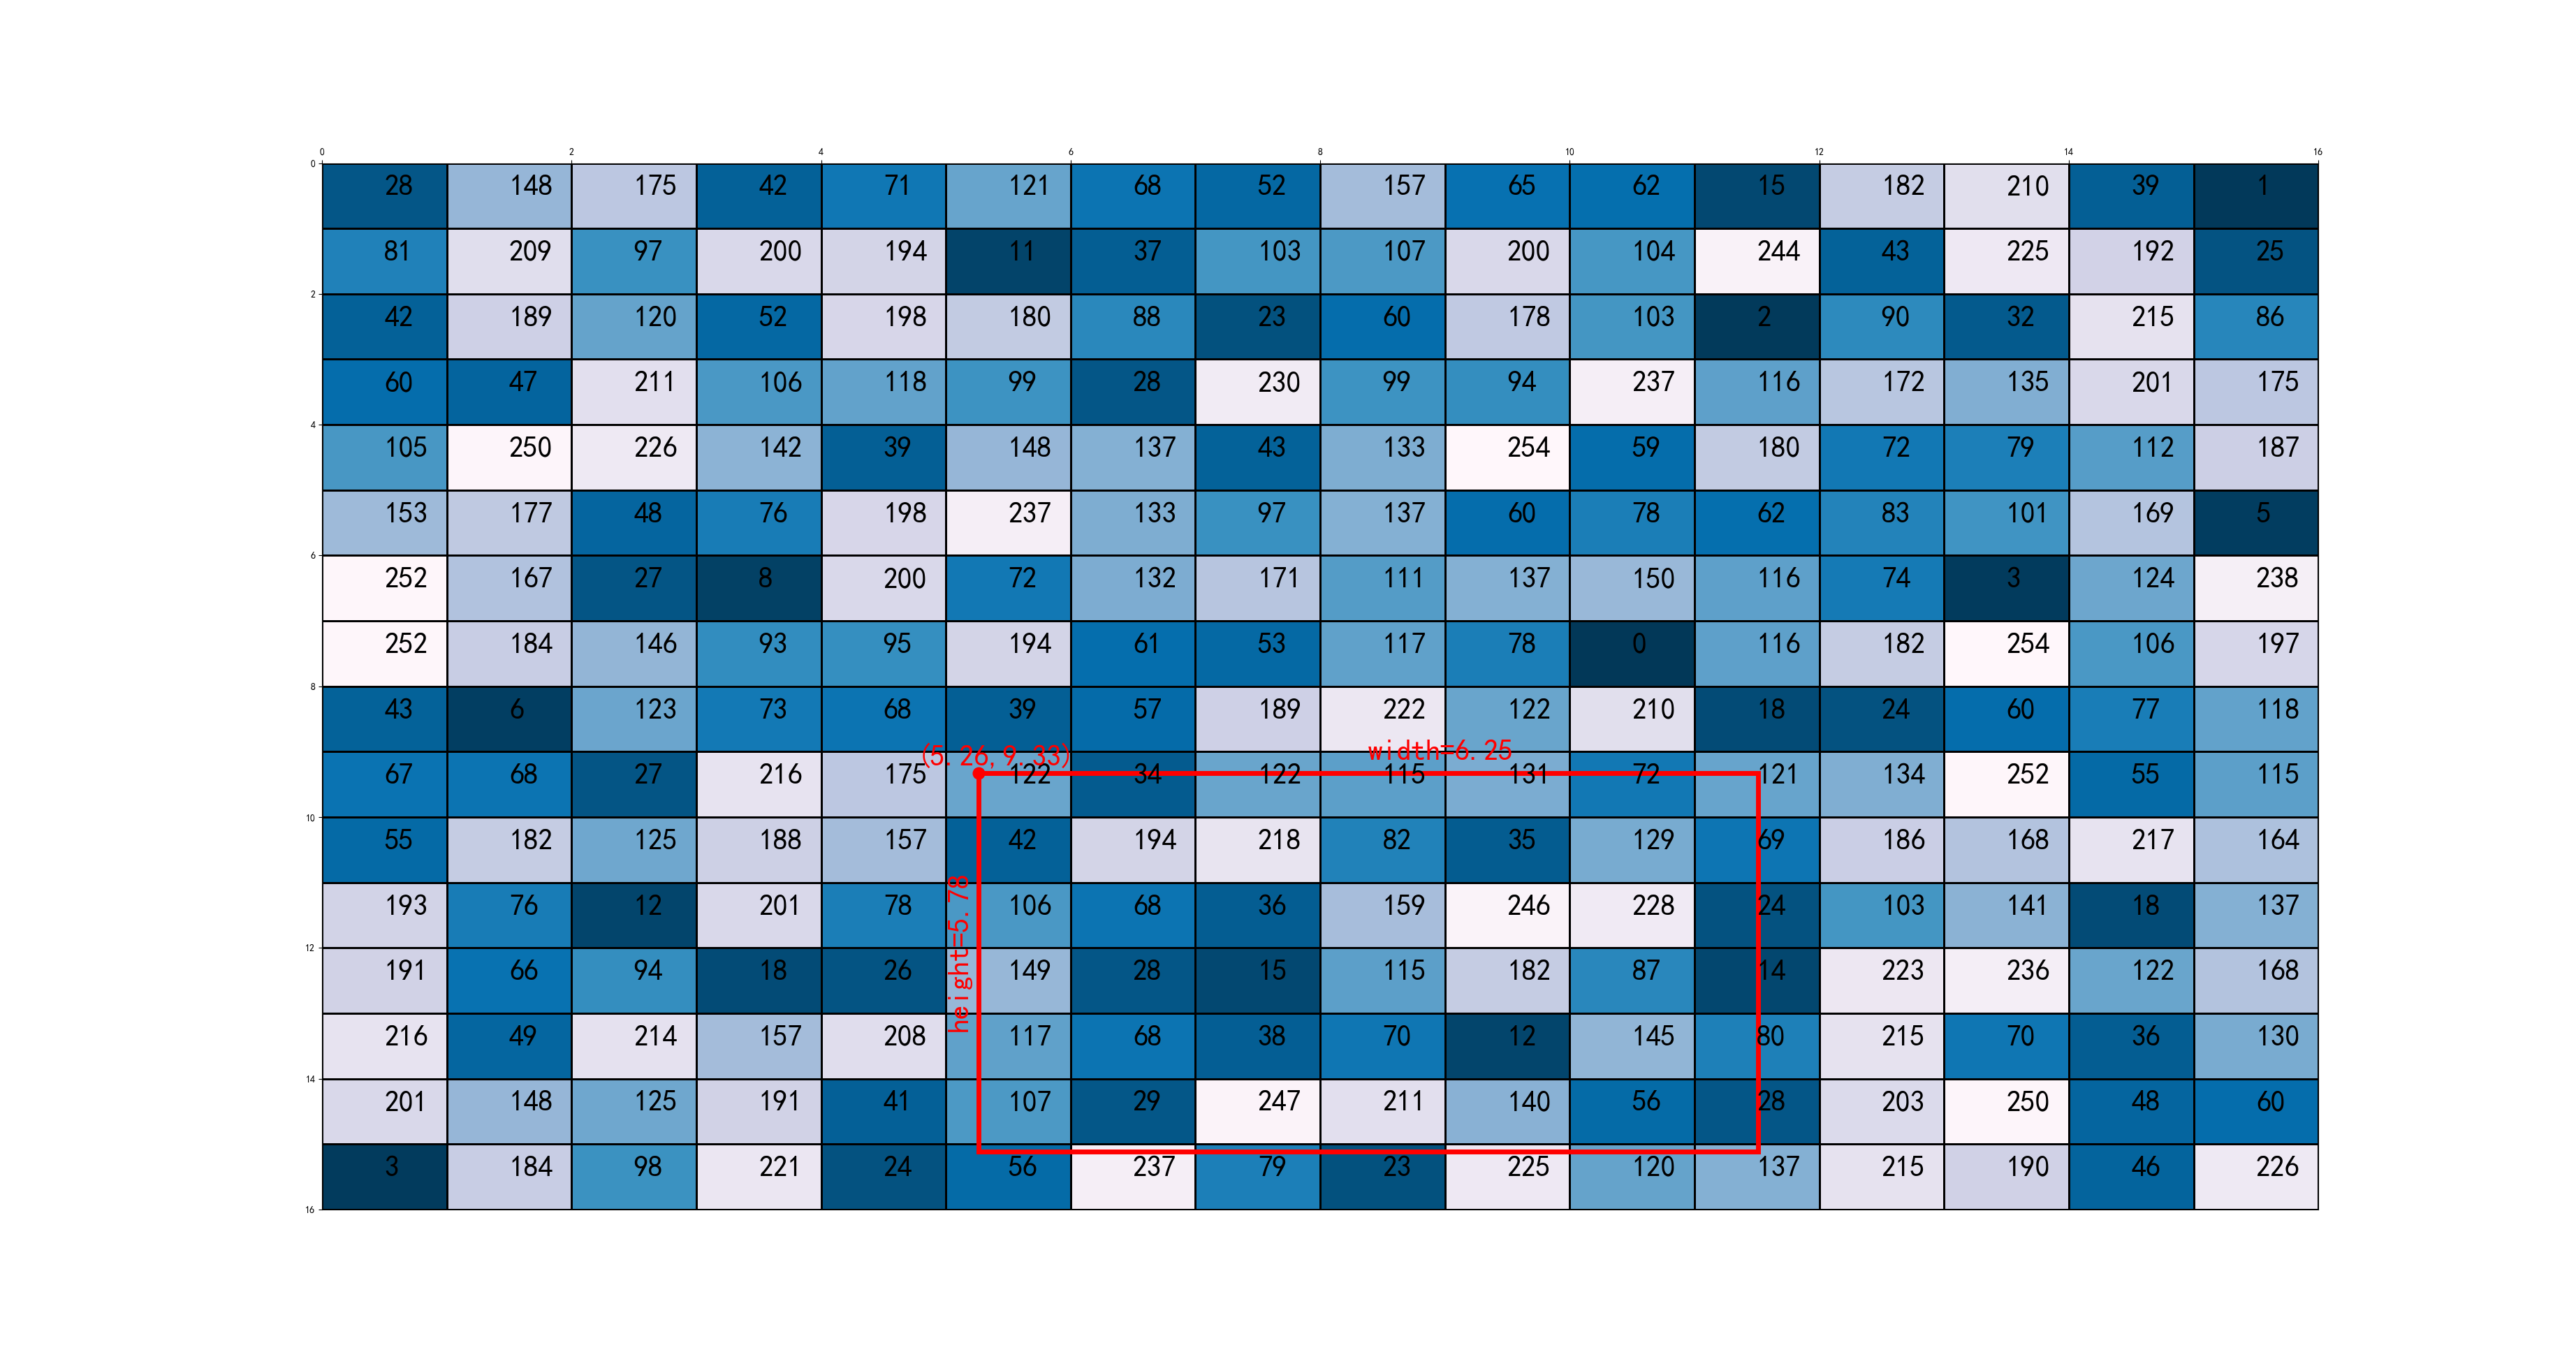 0 2 4 6 8 10 12 14 16
0
28 148 175 42 71 121 68 52 157 65 62 15 182 210 39 1
81 209 97 200 194 11 37 103 107 200 104 244 43 225 192 25
2
42 189 120 52 198 180 88 23 60 178 103 2 90 32 215 86
60 47 211 106 118 99 28 230 99 94 237 116 172 135 201 175
4
105 250 226 142 39 148 137 43 133 254 59 180 72 79 112 187
153 177 48 76 198 237 133 97 137 60 78 62 83 101 169 5
6
252 167 27 8 200 72 132 171 111 137 150 116 74 3 124 238
252 184 146 93 95 194 61 53 117 78 0 116 182 254 106 197
8
43 6 123 73 68 39 57 189 222 122 210 18 24 60 77 118
(5.26,9.33) width=6.25
67 68 27 216 175 122 34 122 115 131 72 121 134 252 55 115
10
55 182 125 188 157 42 194 218 82 35 129 69 186 168 217 164
193 76 12 201 78 106 68 36 159 246 228 24 103 141 18 137
height=5.78
12
191 66 94 18 26 149 28 15 115 182 87 14 223 236 122 168
216 49 214 157 208 117 68 38 70 12 145 80 215 70 36 130
14
201 148 125 191 41 107 29 247 211 140 56 28 203 250 48 60
3 184 98 221 24 56 237 79 23 225 120 137 215 190 46 226
16